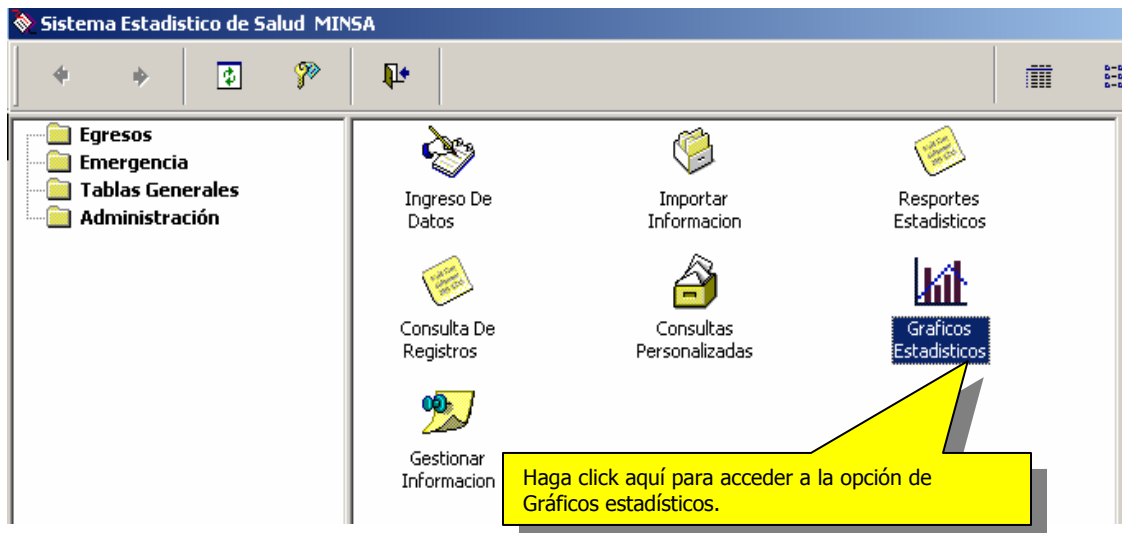 Sistema Estadistico de Salud MINSA
Egresos
Emergencia
Tablas Generales
Administración
Ingreso De
Datos
Importar
Informacion
Resportes
Estadisticos
Consulta De
Registros
Consultas
Personalizadas
Graficos
Estadisticos
Gestionar
Informacion
Haga click aquí para acceder a la opción de
Gráficos estadísticos.